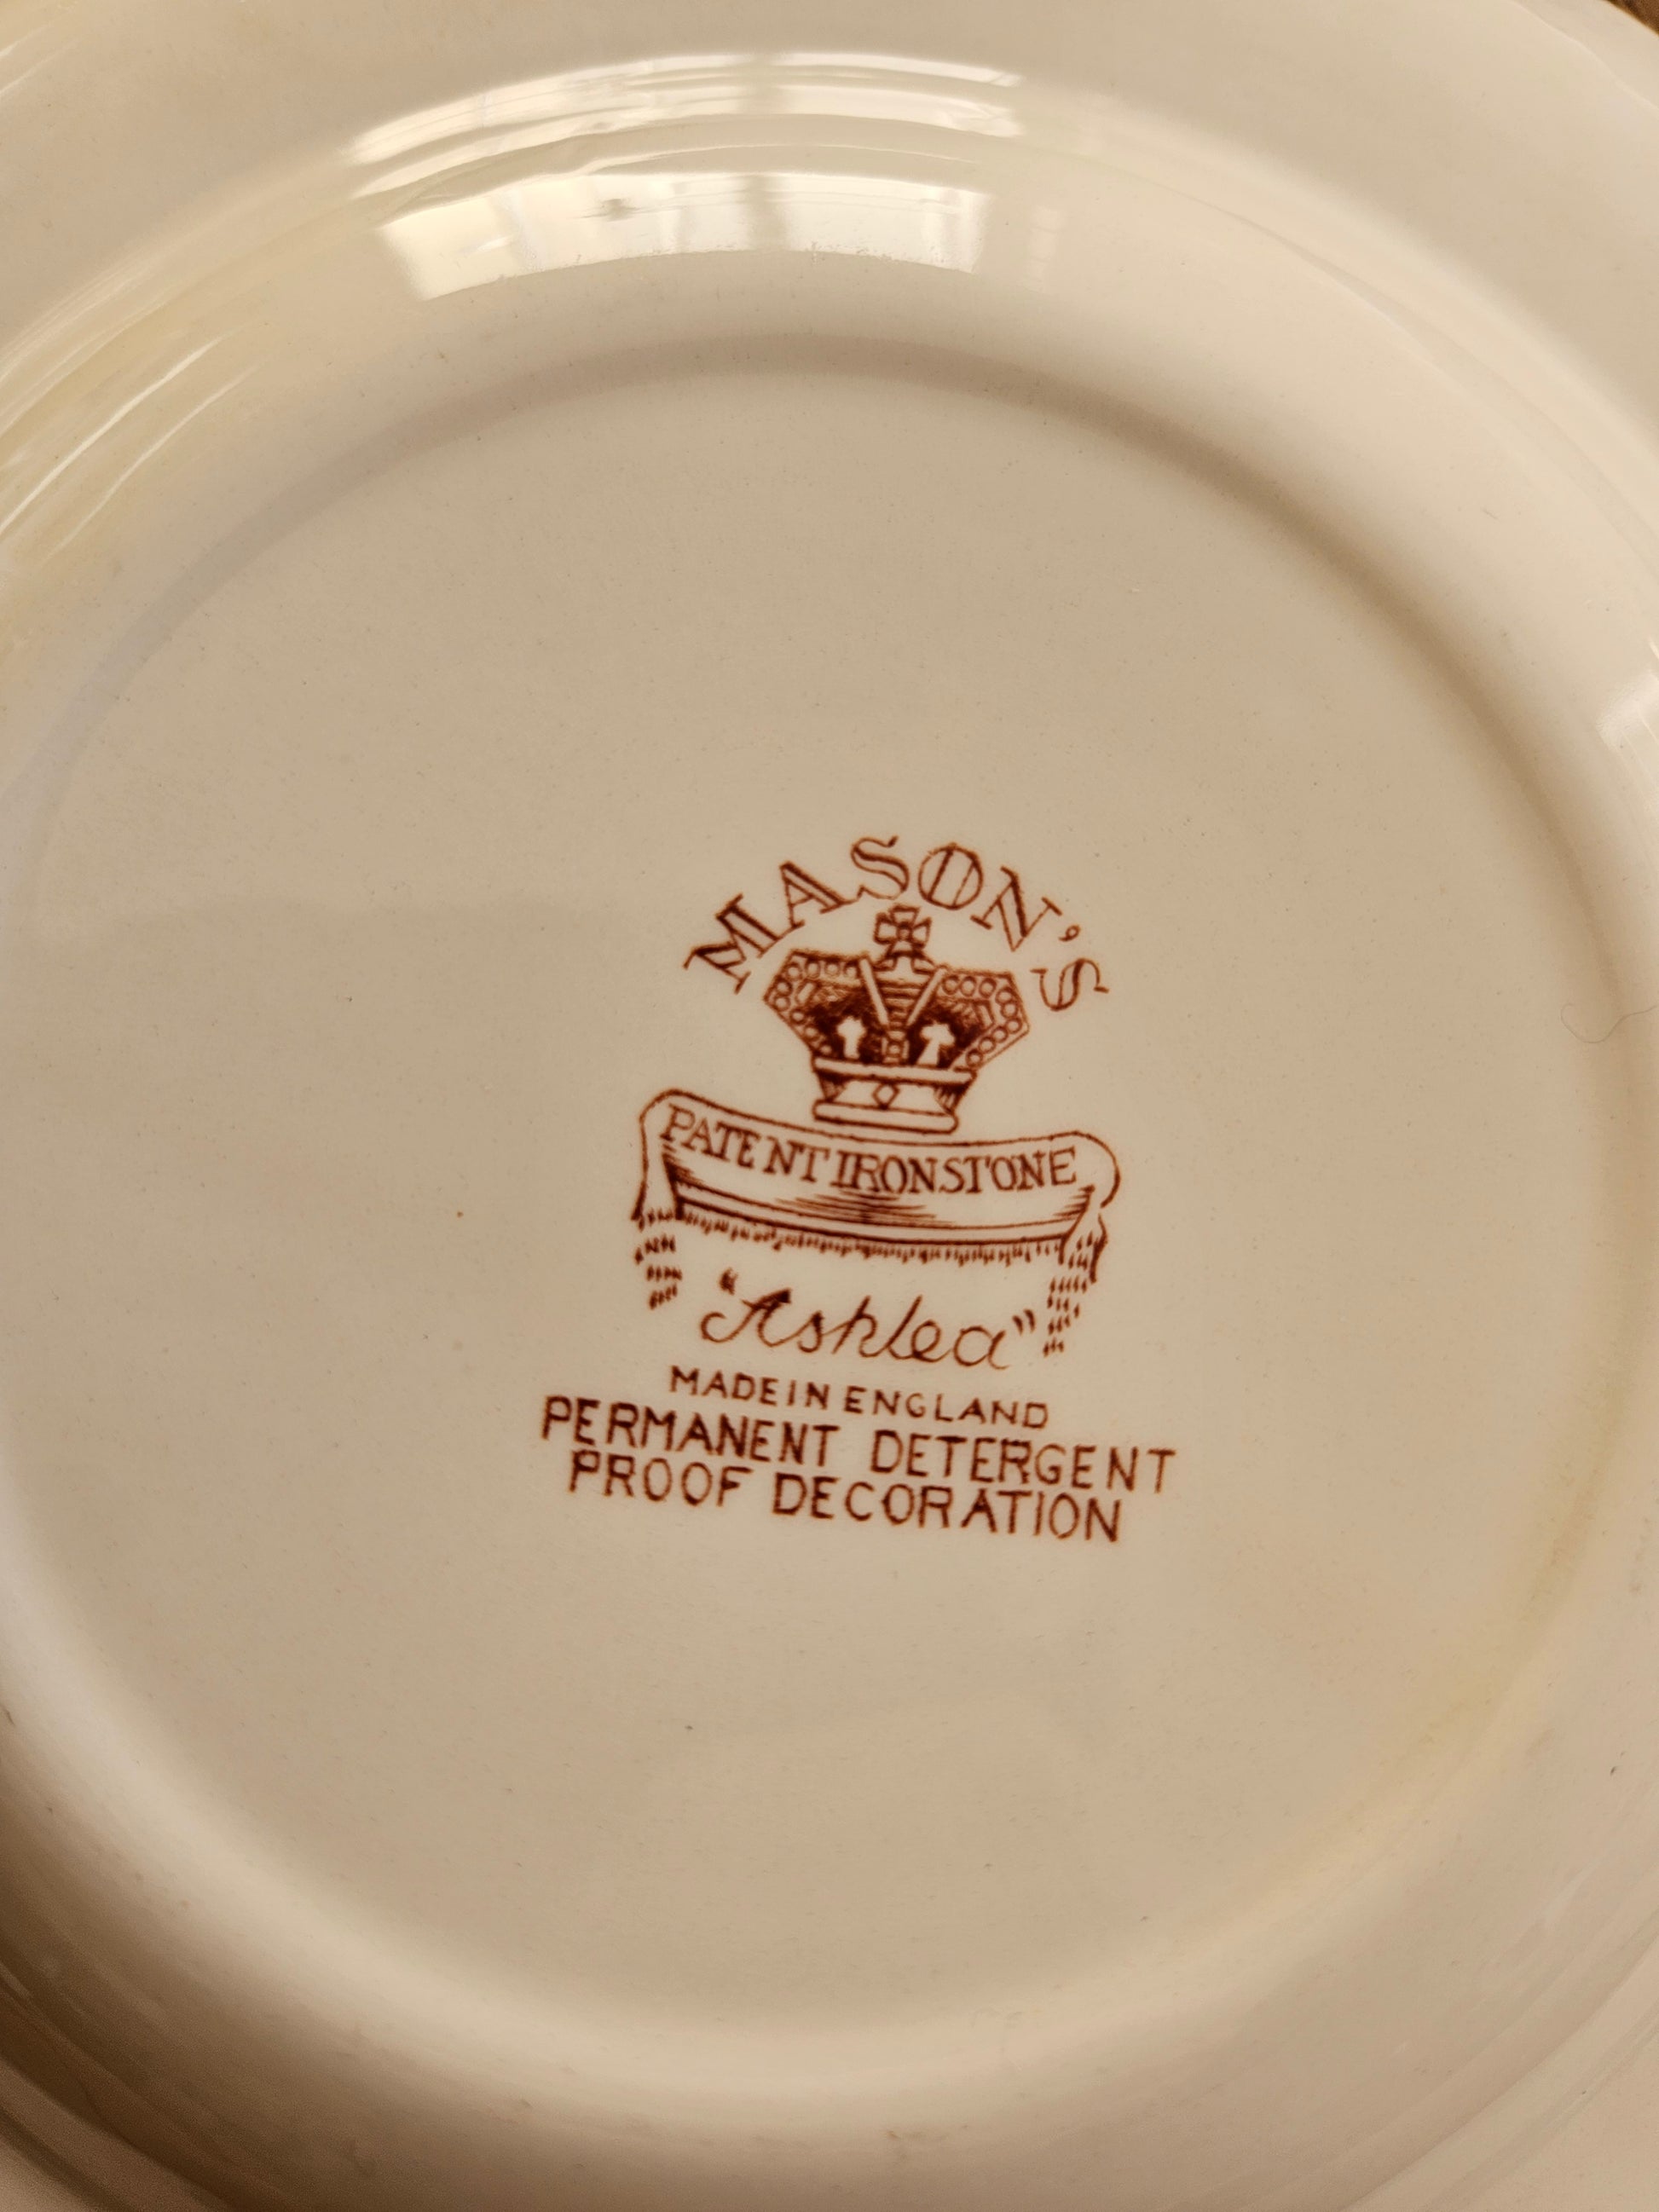 MASON'S
PATENT IRONSTONE
"Ashlea"
MADE IN ENGLAND
PERMANENT DETERGENT
PROOF DECORATION